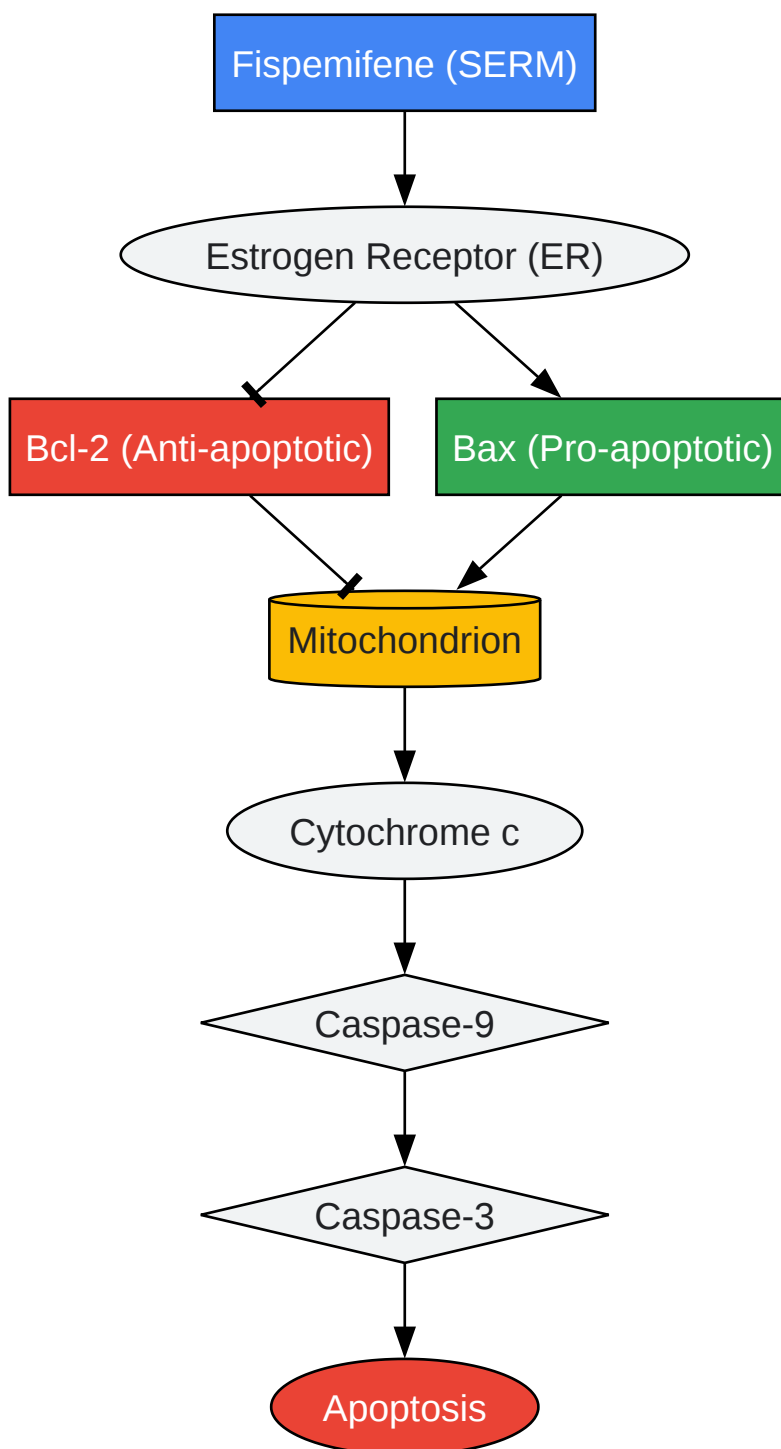 Fispemifene (SERM)
Estrogen Receptor (ER)
Bcl-2 (Anti-apoptotic)
Bax (Pro-apoptotic)
Mitochondrion
Cytochrome c
Caspase-9
Caspase-3
Apoptosis